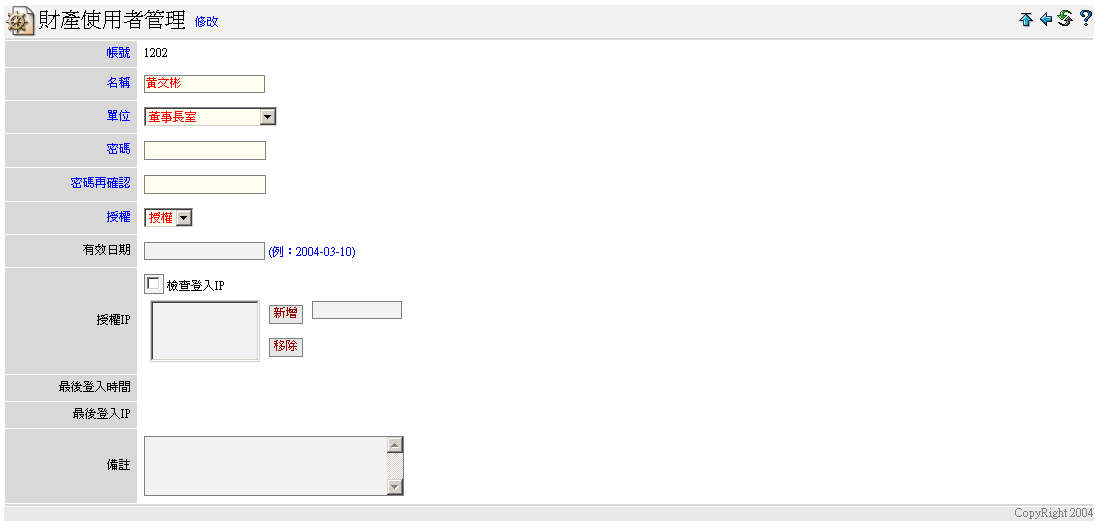 財產使用者管理 修改
帳號 1202
名稱 黃文彬
單位 董事長室
密碼
密碼再確認
授權 授權
有效日期 (例：2004-03-10)
檢查登入IP
授權IP 新增
移除
最後登入時間
最後登入IP
備註
CopyRight 2004